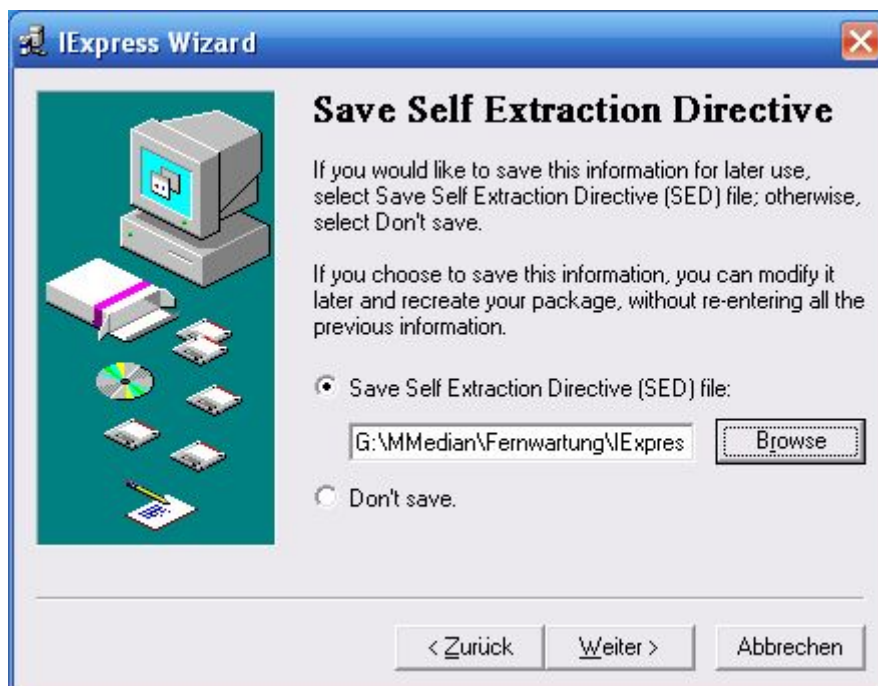 IExpress Wizard
Save Self Extraction Directive
If you would like to save this information for later use,
select Save Self Extraction Directive (SED) file; otherwise,
select Don't save.
If you choose to save this information, you can modify it
later and recreate your package, without re-entering all the
previous information.
Save Self Extraction Directive (SED) file:
G:\MMedian\Fernwartung\IExpres
Browse
Don't save.
< Zurück
Weiter >
Abbrechen